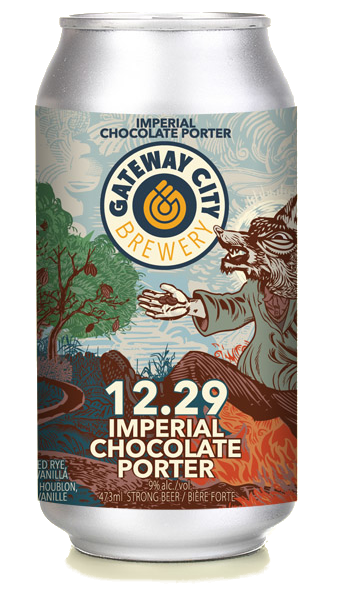 IMPERIAL
CHOCOLATE PORTER
GATEWAY CITY
BREWERY
12.29
IMPERIAL
CHOCOLATE
PORTER
ED RYE,
VANILLA
HOUBLON,
VANILLE
9% alc./vol.
473ml STRONG BEER / BIÈRE FORTE